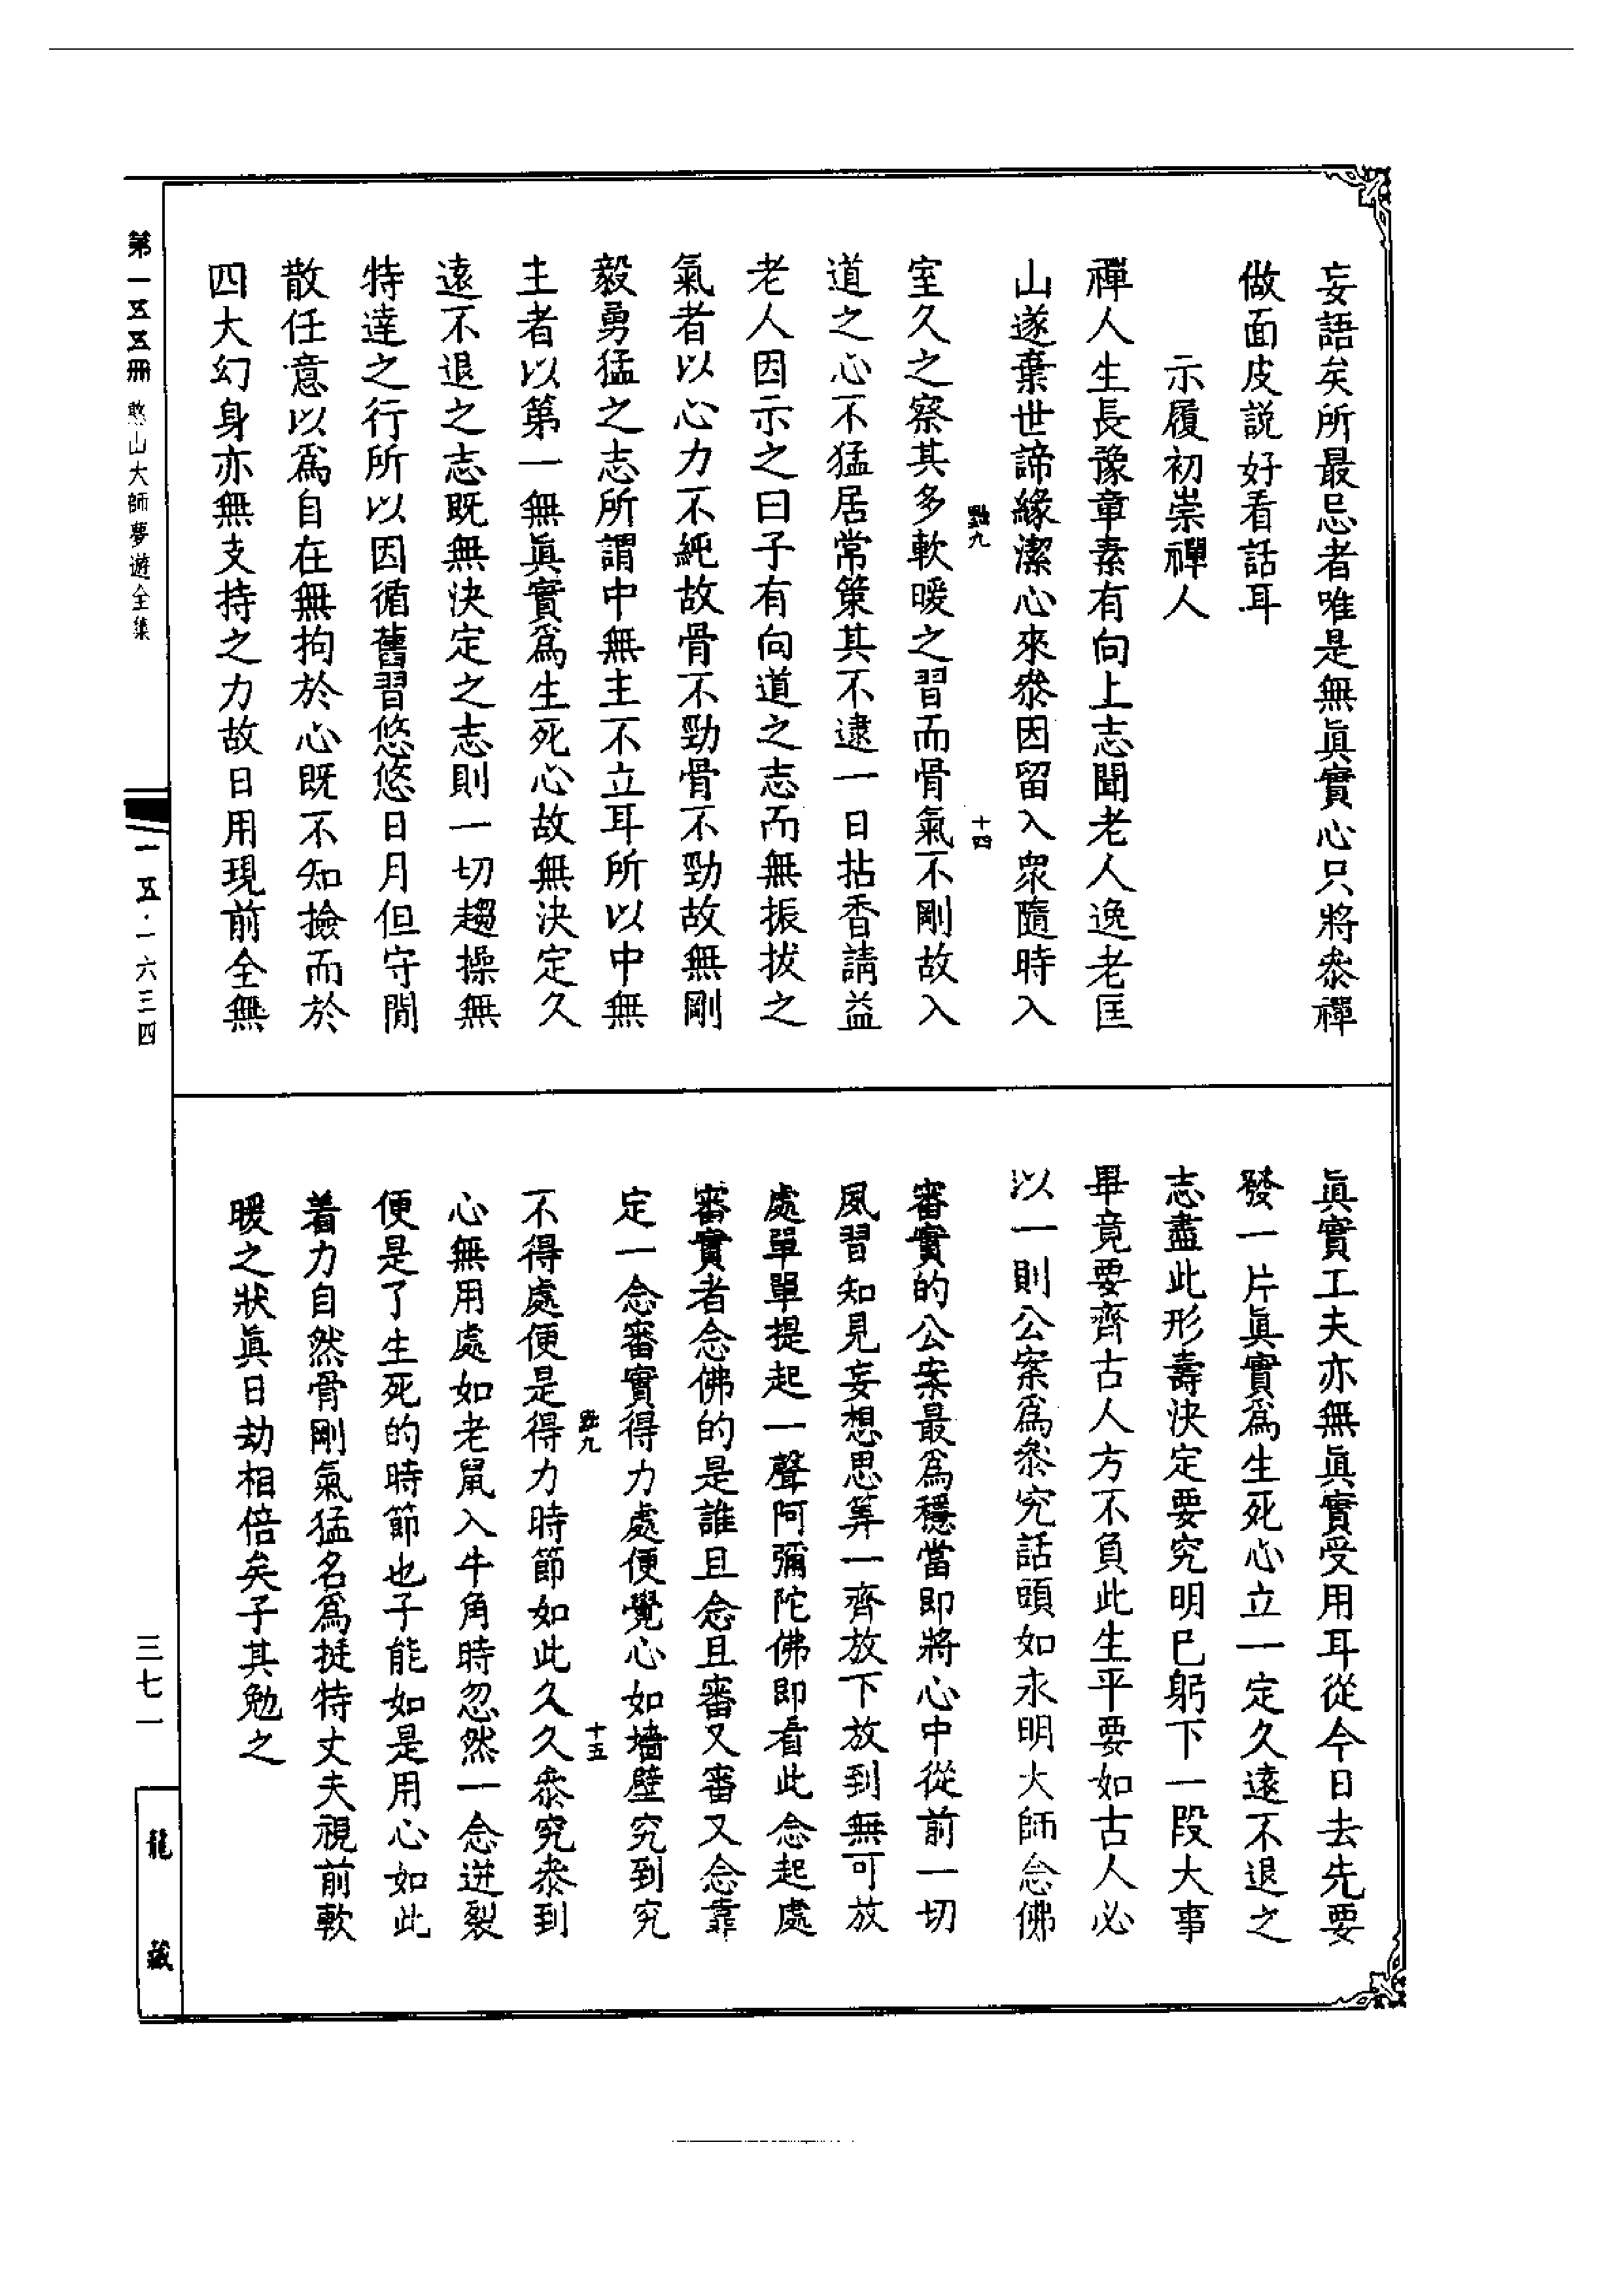 妄語矣所最忌者唯是無眞實心只將叅禪
做面皮説好看話耳
示履初崇禪人
禪人生長豫章素有向上志聞老人逸老匡
山遂棄世諦緣潔心來叅因留入衆隨時入
室久之察其多軟暖之習而骨氣不剛故入
道之心不猛居常策其不逮一日拈香請益
老人因示之曰子有向道之志而無振拔之
氣者以心力不純故骨不勁骨不勁故無剛
毅勇猛之志所謂中無主不立耳所以中無
主者以第一無眞實爲生死心故無決定久
遠不退之志既無決定之志則一切趨操無
特達之行所以因循舊習悠悠日月但守閒
散任意以爲自在無拘於心既不知撿而於
四大幻身亦無支持之力故日用現前全無
眞實工夫亦無眞實受用耳從今日去先要
發一片眞實爲生死心立一定久遠不退之
志盡此形壽決定要究明已躬下一段大事
畢竟要齊古人方不負此生平要如古人必
以一則公案爲叅究話頭如永明大師念佛
審實的公案最爲穩當即將心中從前一切
夙習知見妄想思筭一齊放下放到無可放
處單單提起一聲阿彌陀佛即看此念起處
審實者念佛的是誰且念且審又審又念靠
定一念審實得力處便覺心如墻壁究到究
不得處便是得力時節如此久久叅究叅到
心無用處如老鼠入牛角時忽然一念迸裂
便是了生死的時節也子能如是用心如此
着力自然骨剛氣猛名爲挺特丈夫視前軟
暖之狀眞日劫相倍矣子其勉之
十四
九
十五
九
第一五五冊 憨山大師夢遊全集
一五·一六三四
三七一
龍藏